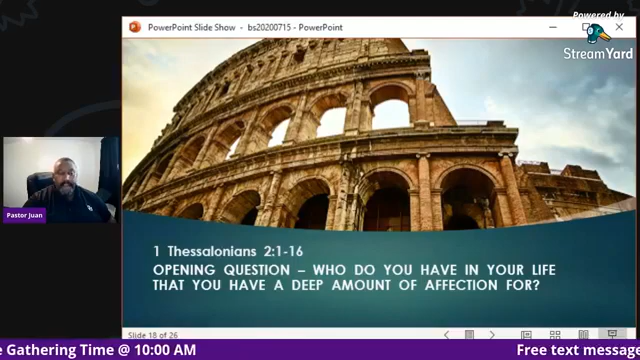 Powered by
StreamYard
PowerPoint Slide Show - bs20200715 - PowerPoint
Pastor Juan
1 Thessalonians 2:1-16
OPENING QUESTION – WHO DO YOU HAVE IN YOUR LIFE
THAT YOU HAVE A DEEP AMOUNT OF AFFECTION FOR?
Slide 18 of 26
e Gathering Time @ 10:00 AM
Free text message